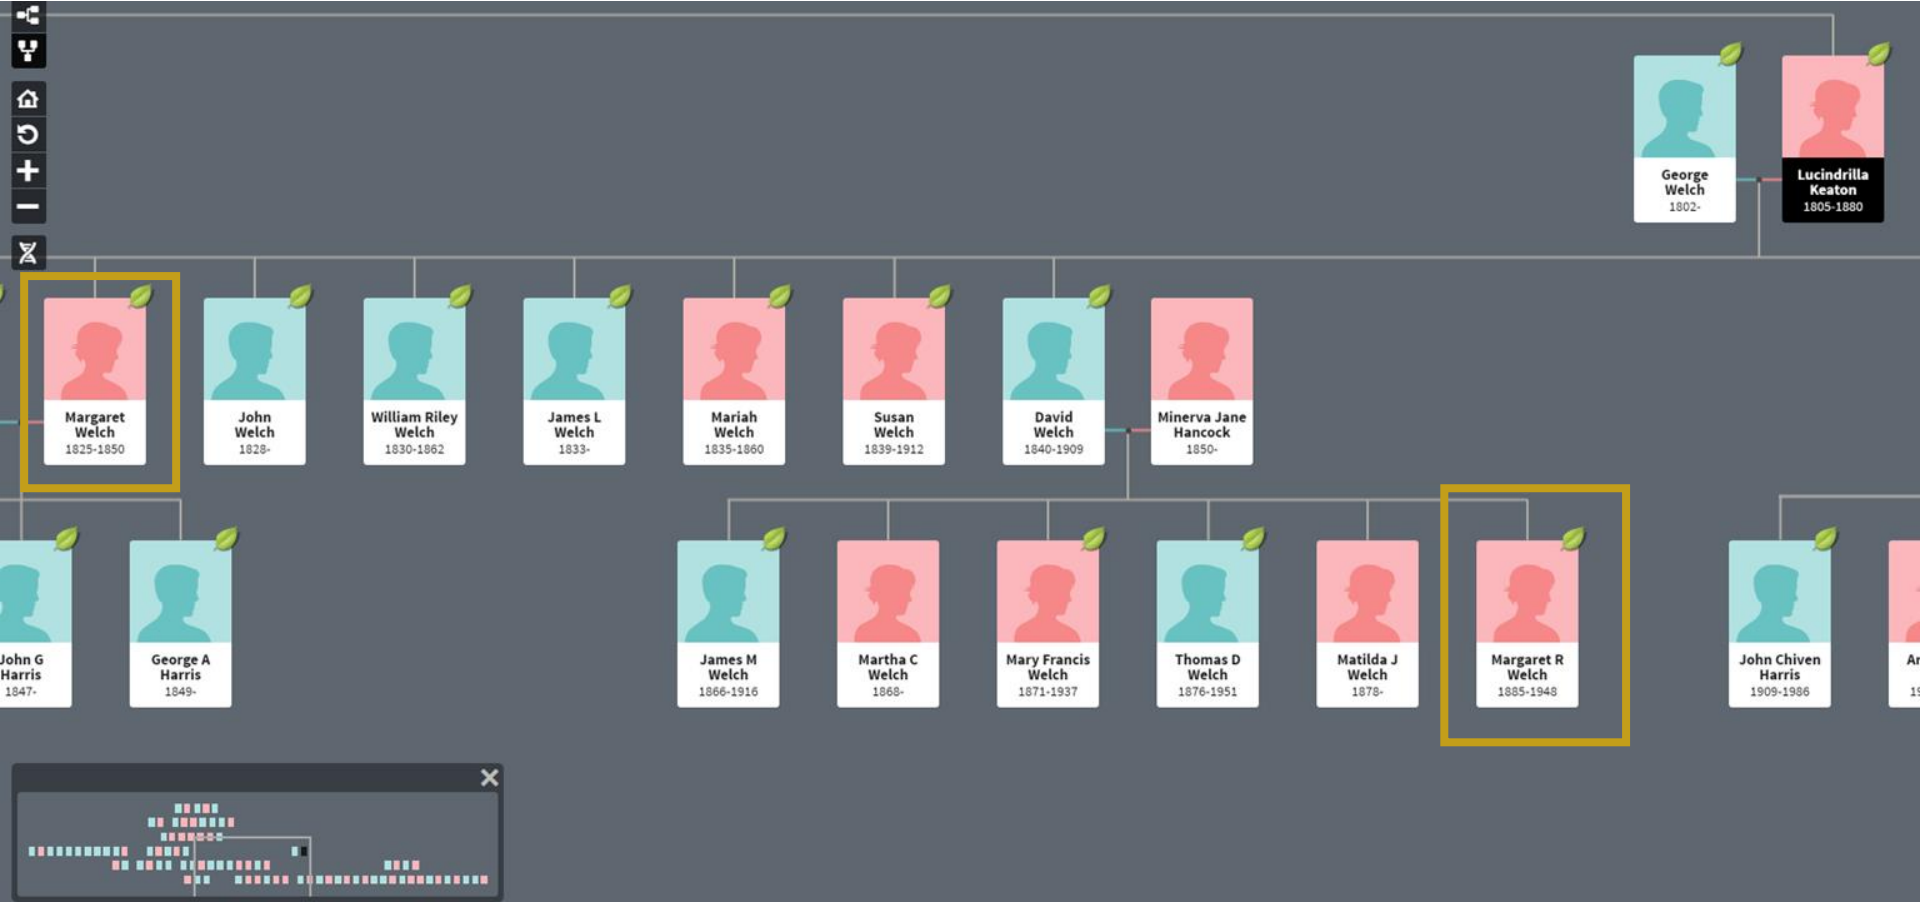 George
Welch
1802-
Lucindrilla
Keaton
1805-1880
Margaret
Welch
1825-1850
John
Welch
1828-
William Riley
Welch
1830-1862
James L
Welch
1833-
Mariah
Welch
1835-1860
Susan
Welch
1839-1912
David
Welch
1840-1909
Minerva Jane
Hancock
1850-
John G
Harris
1847-
George A
Harris
1849-
James M
Welch
1866-1916
Martha C
Welch
1868-
Mary Francis
Welch
1871-1937
Thomas D
Welch
1876-1951
Matilda J
Welch
1878-
Margaret R
Welch
1885-1948
John Chiven
Harris
1909-1986